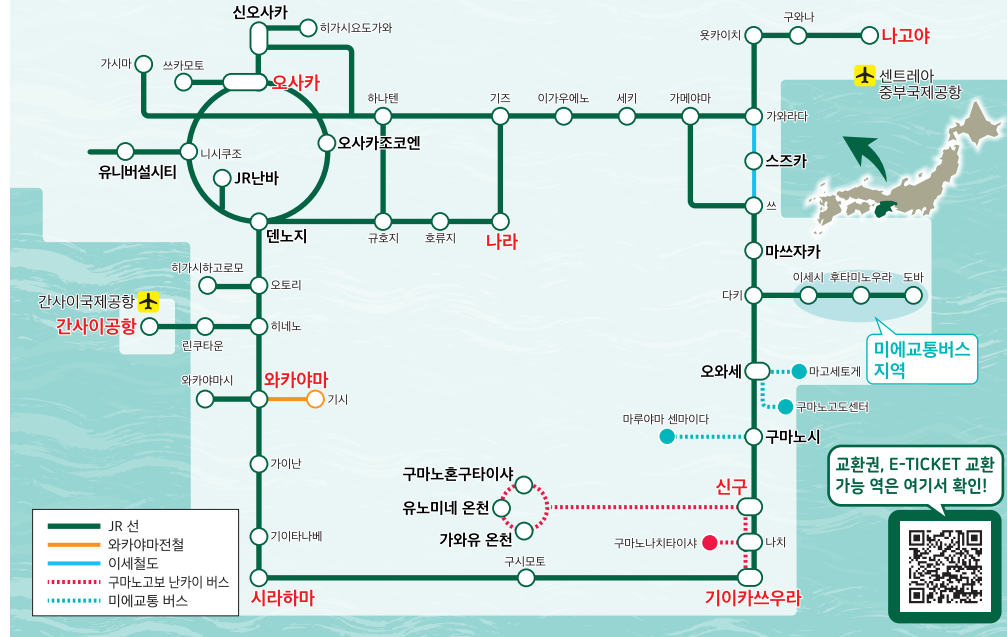 신오사카
히가시요도가와
가시마
쓰카모토
오사카
하나텐
기즈
이가우에노
세키
가메야마
욧카이치
구와나
나고야
센트레아
중부국제공항
가와라다
스즈카
쓰
유니버설시티
니시쿠조
JR난바
오사카조코엔
덴노지
규호지
호류지
나라
마쓰자카
다키
이세시
후타미노우라
도바
미에교통버스
지역
히가시하고로모
오토리
간사이국제공항
간사이공항
린쿠타운
히네노
와카야마시
와카야마
기시
오와세
마고세토게
구마노고도센터
마루야마 센마이다
구마노시
가이난
구마노혼구타이샤
유노미네 온천
가와유 온천
신구
구마노나치타이샤
나치
기이타나베
시라하마
구시모토
기이카쓰우라
교환권, E-TICKET 교환
가능 역은 여기서 확인!
JR 선
와카야마전철
이세철도
구마노고보 난카이 버스
미에교통 버스